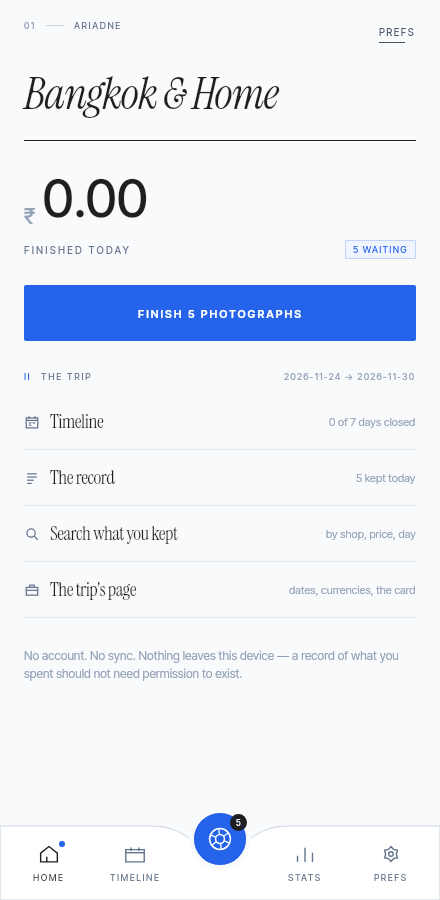 01 ARIADNE
PREFS
Bangkok & Home
₹ 0.00
FINISHED TODAY
5 WAITING
FINISH 5 PHOTOGRAPHS
II THE TRIP
2026-11-24 → 2026-11-30
Timeline
0 of 7 days closed
The record
5 kept today
Search what you kept
by shop, price, day
The trip's page
dates, currencies, the card
No account. No sync. Nothing leaves this device — a record of what you
spent should not need permission to exist.
5
HOME
TIMELINE
STATS
PREFS